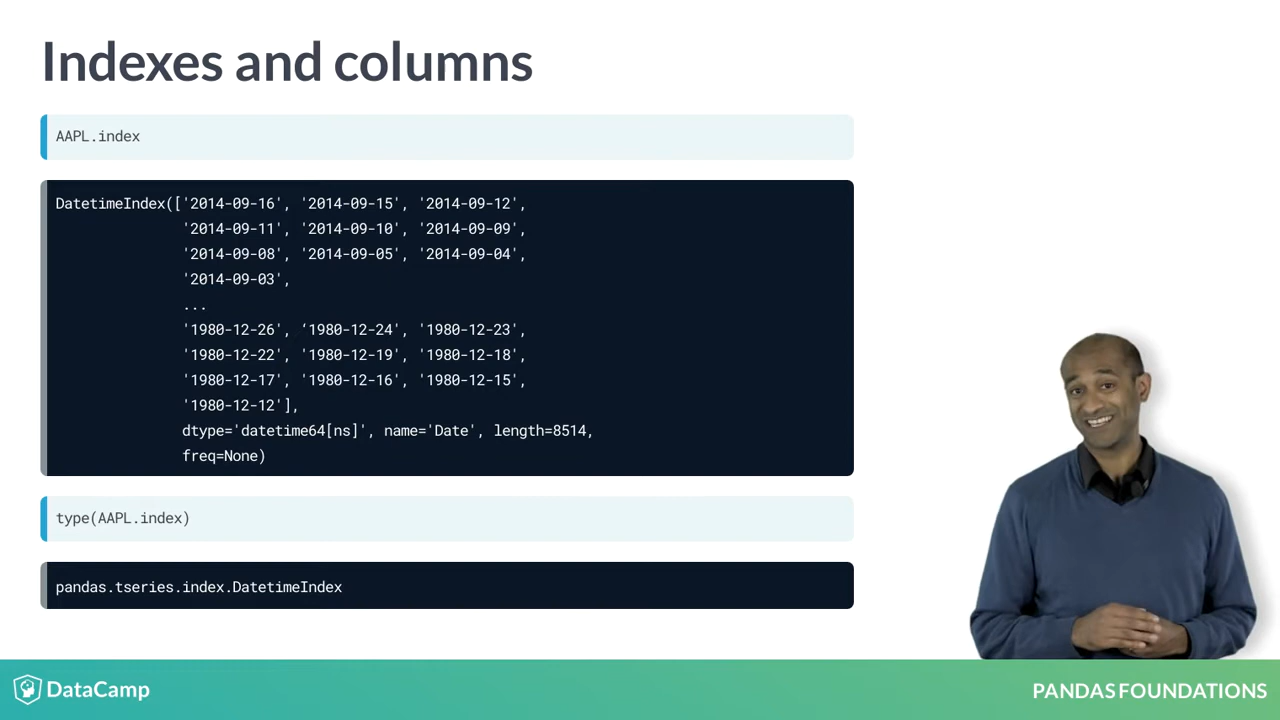 Indexes and columns
AAPL.index
DatetimeIndex(['2014-09-16', '2014-09-15', '2014-09-12',
'2014-09-11', '2014-09-10', '2014-09-09',
'2014-09-08', '2014-09-05', '2014-09-04',
'2014-09-03',
...
'1980-12-26', ‘1980-12-24', '1980-12-23',
'1980-12-22', '1980-12-19', '1980-12-18',
'1980-12-17', '1980-12-16', '1980-12-15',
'1980-12-12'],
dtype='datetime64[ns]', name='Date', length=8514,
freq=None)
type(AAPL.index)
pandas.tseries.index.DatetimeIndex
DataCamp
PANDAS FOUNDATIONS